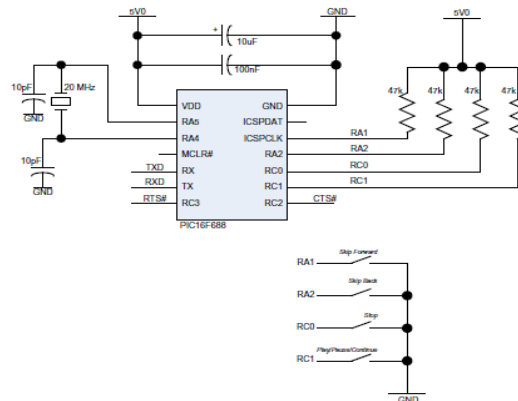 5V0
GND
5V0
+
10uF
100nF
10pF
20 MHz
GND
10pF
GND
47k
47k
47k
47k
VDD
GND
RA5
ICSPDAT
RA4
ICSPCLK
RA1
MCLR#
RA2
RA2
TXD
RX
RC0
RC0
RXD
TX
RC1
RC1
RTS#
RC3
RC2
CTS#
PIC16F688
Skip Forward
RA1
Skip Back
RA2
Stop
RC0
Play/Pause/Continue
RC1
GND